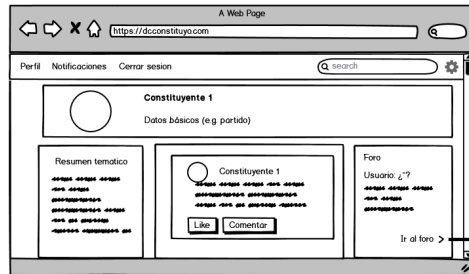 A Web Page
https://dcconstituyo.com
Perfil Notificaciones Cerrar sesion
search
Constituyente 1
Datos básicos (e.g. partido)
Resumen tematico
Constituyente 1
Like Comentar
Foro
Usuario: ¿"?
Ir al foro >